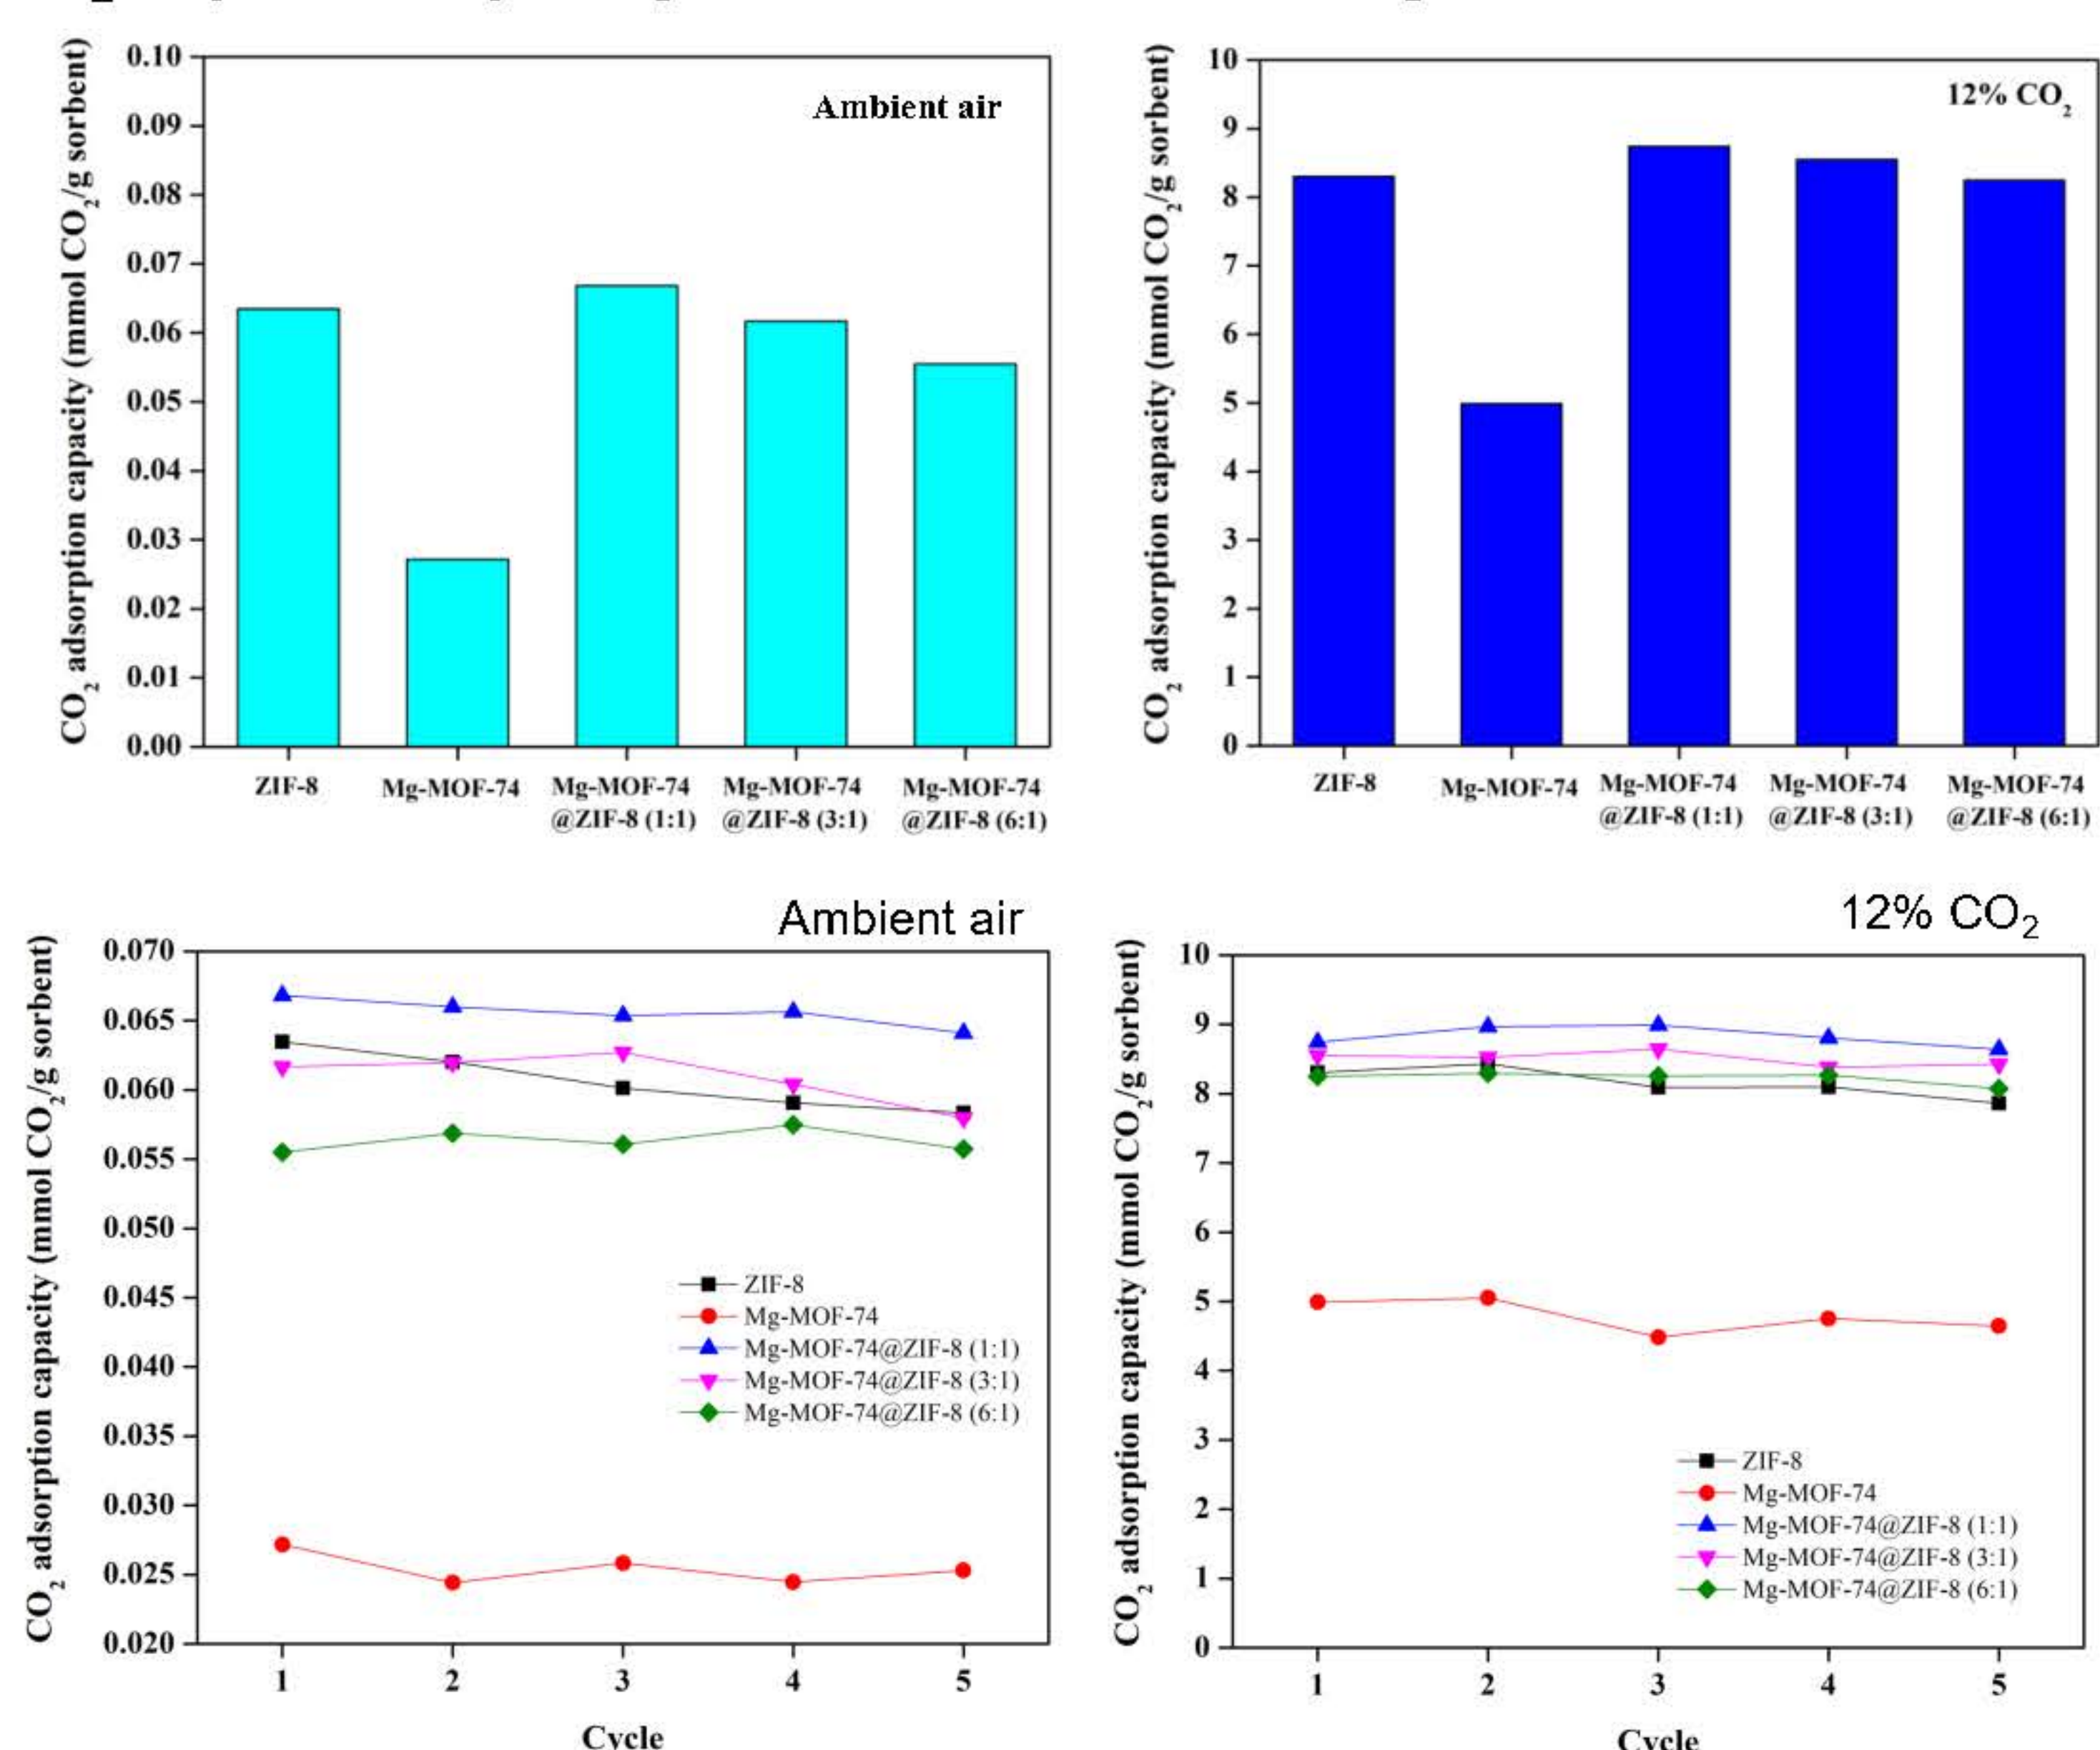 CO2 adsorption capacity (mmol CO2/g sorbent)
0.10
0.09
0.08
0.07
0.06
0.05
0.04
0.03
0.02
0.01
0.00
Ambient air
ZIF-8
Mg-MOF-74
Mg-MOF-74
@ZIF-8 (1:1)
Mg-MOF-74
@ZIF-8 (3:1)
Mg-MOF-74
@ZIF-8 (6:1)
CO2 adsorption capacity (mmol CO2/g sorbent)
10
9
8
7
6
5
4
3
2
1
0
12% CO2
ZIF-8
Mg-MOF-74
Mg-MOF-74
@ZIF-8 (1:1)
Mg-MOF-74
@ZIF-8 (3:1)
Mg-MOF-74
@ZIF-8 (6:1)
Ambient air
CO2 adsorption capacity (mmol CO2/g sorbent)
0.070
0.065
0.060
0.055
0.050
0.045
0.040
0.035
0.030
0.025
0.020
ZIF-8
Mg-MOF-74
Mg-MOF-74@ZIF-8 (1:1)
Mg-MOF-74@ZIF-8 (3:1)
Mg-MOF-74@ZIF-8 (6:1)
1 2 3 4 5
Cycle
12% CO2
CO2 adsorption capacity (mmol CO2/g sorbent)
10
9
8
7
6
5
4
3
2
1
0
ZIF-8
Mg-MOF-74
Mg-MOF-74@ZIF-8 (1:1)
Mg-MOF-74@ZIF-8 (3:1)
Mg-MOF-74@ZIF-8 (6:1)
1 2 3 4 5
Cycle